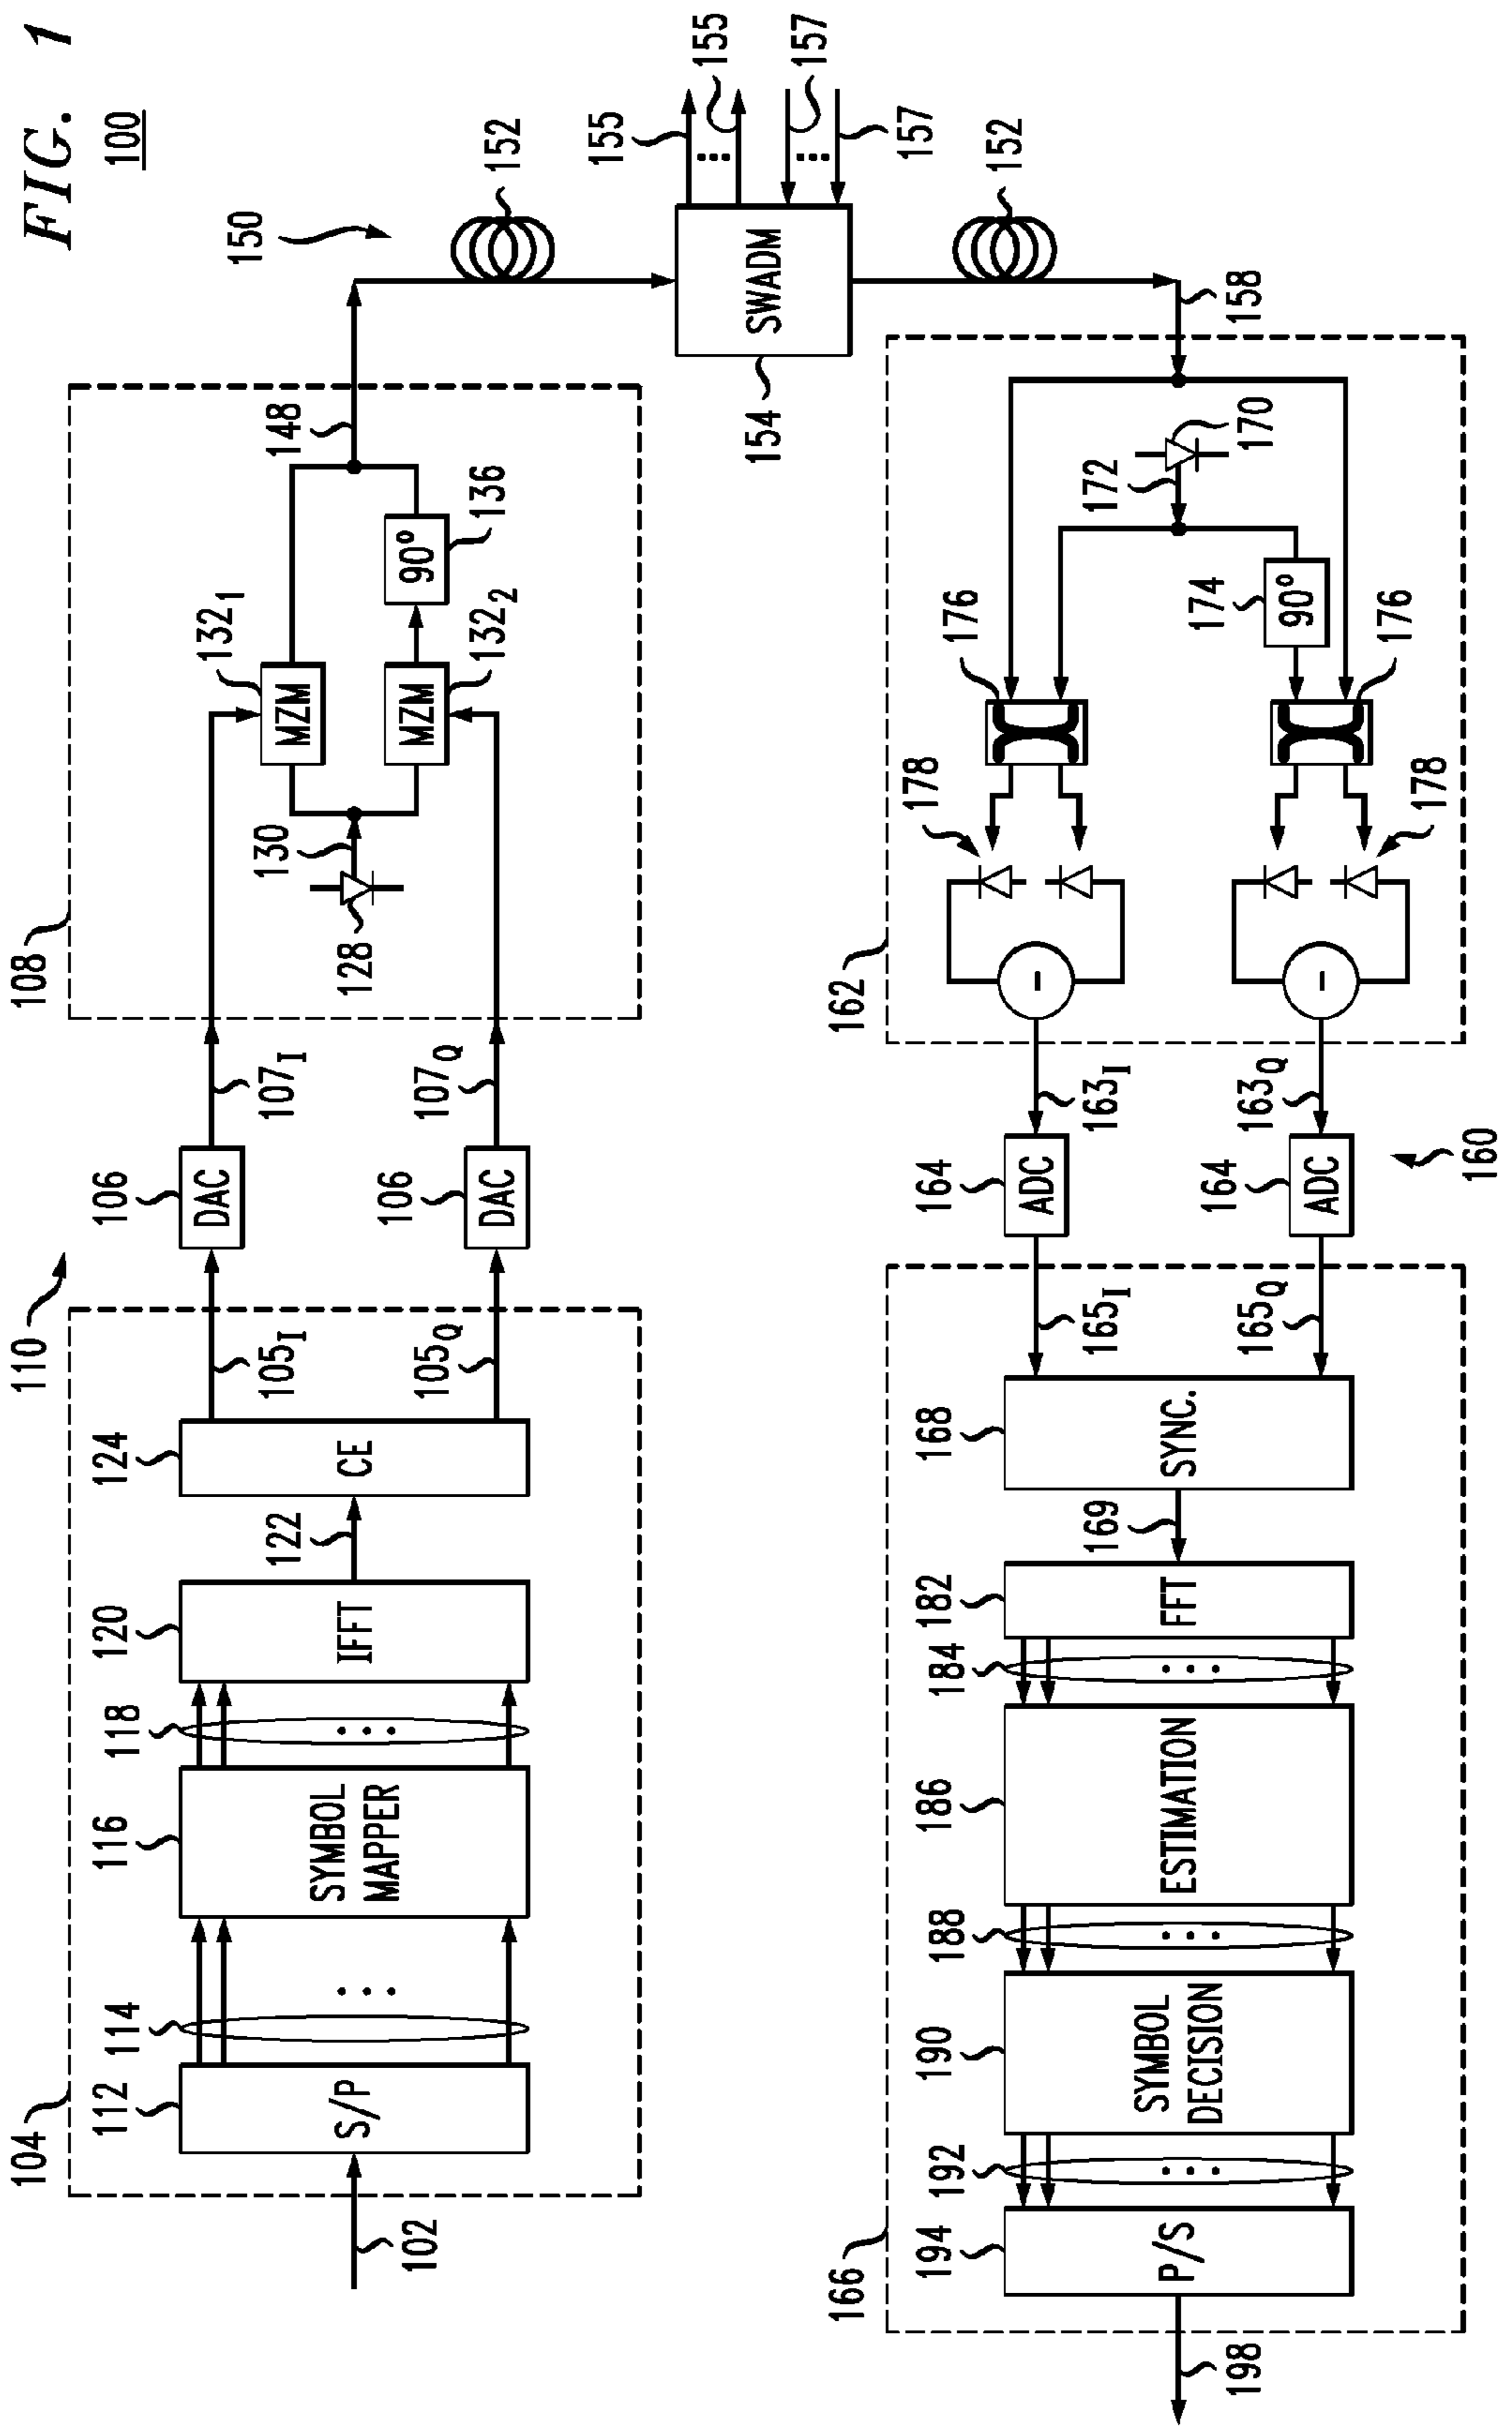 FIG. 1
100
110
104
102
112
S/P
114
116
SYMBOL
MAPPER
118
120
IFFT
122
124
CE
105I
105Q
106
DAC
106
DAC
107I
107Q
108
128
130
132₁
MZM
132₂
MZM
136
90°
148
150
152
154
SWADM
155
155
157
157
152
158
160
162
170
172
174
90°
176
176
178
178
163I
163Q
164
ADC
164
ADC
165I
165Q
166
168
SYNC.
169
182
FFT
184
186
ESTIMATION
188
190
SYMBOL
DECISION
192
194
P/S
198